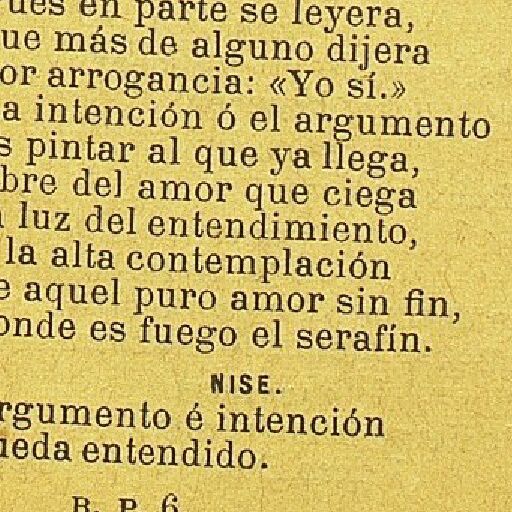 ues en parte se leyera,
ue más de alguno dijera
or arrogancia: «Yo sí.»
a intención ó el argumento
s pintar al que ya llega,
bre del amor que ciega
luz del entendimiento,
la alta contemplación
e aquel puro amor sin fin,
onde es fuego el serafín.
NISE.
rgumento é intención
ueda entendido.
B. P. 6